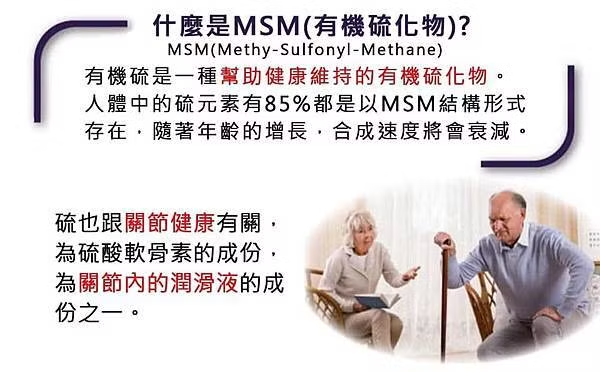 什麼是MSM(有機硫化物)?
MSM(Methy-Sulfonyl-Methane)
有機硫是一種幫助健康維持的有機硫化物。
人體中的硫元素有85%都是以MSM結構形式
存在，隨著年齡的增長，合成速度將會衰減。
硫也跟關節健康有關，
為硫酸軟骨素的成份，
為關節內的潤滑液的成
份之一。